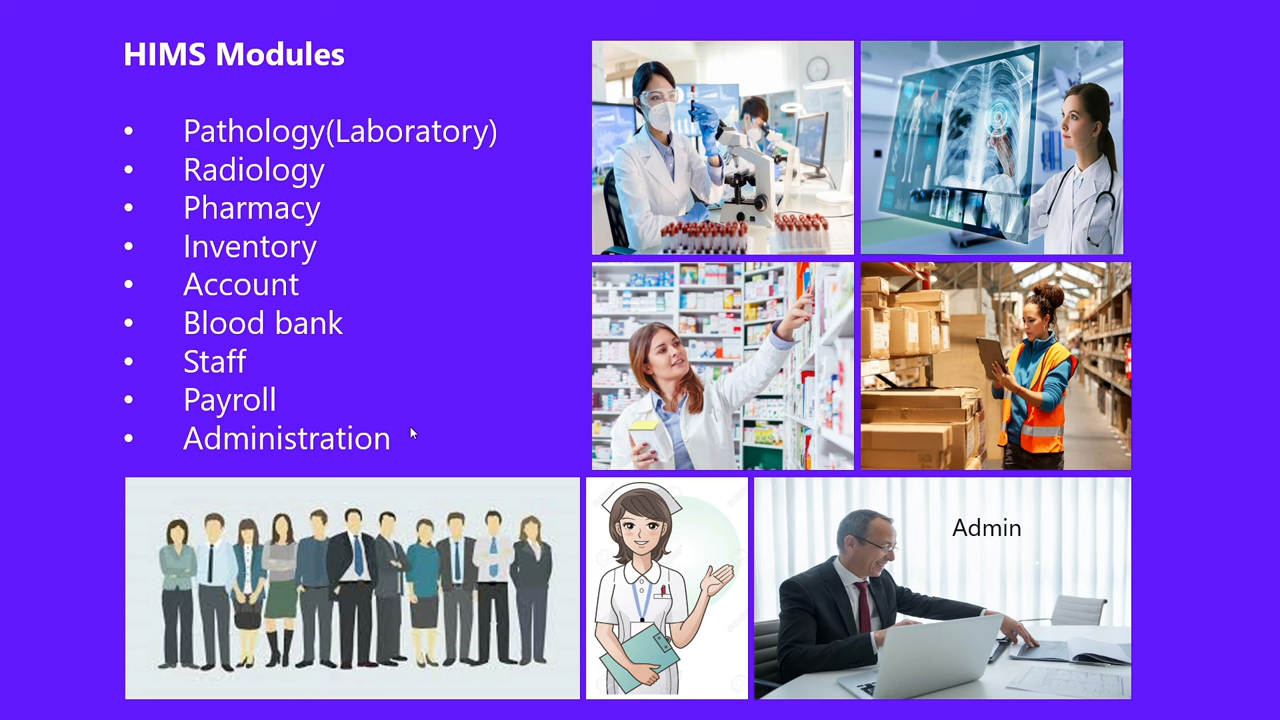 HIMS Modules
• Pathology(Laboratory)
• Radiology
• Pharmacy
• Inventory
• Account
• Blood bank
• Staff
• Payroll
• Administration
Admin